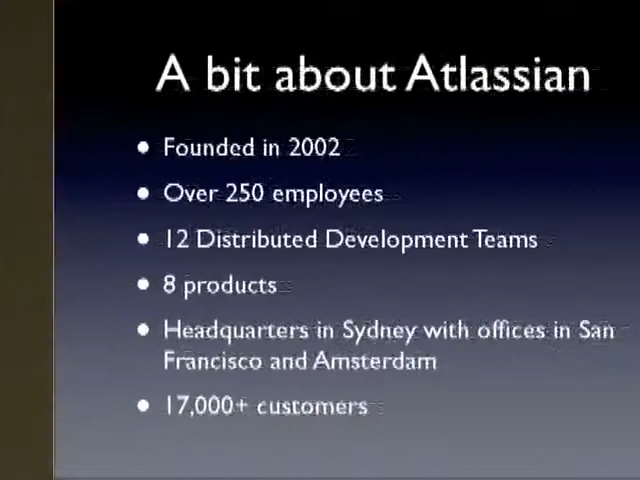 A bit about Atlassian
• Founded in 2002
• Over 250 employees
• 12 Distributed Development Teams
• 8 products
• Headquarters in Sydney with offices in San
Francisco and Amsterdam
• 17,000+ customers